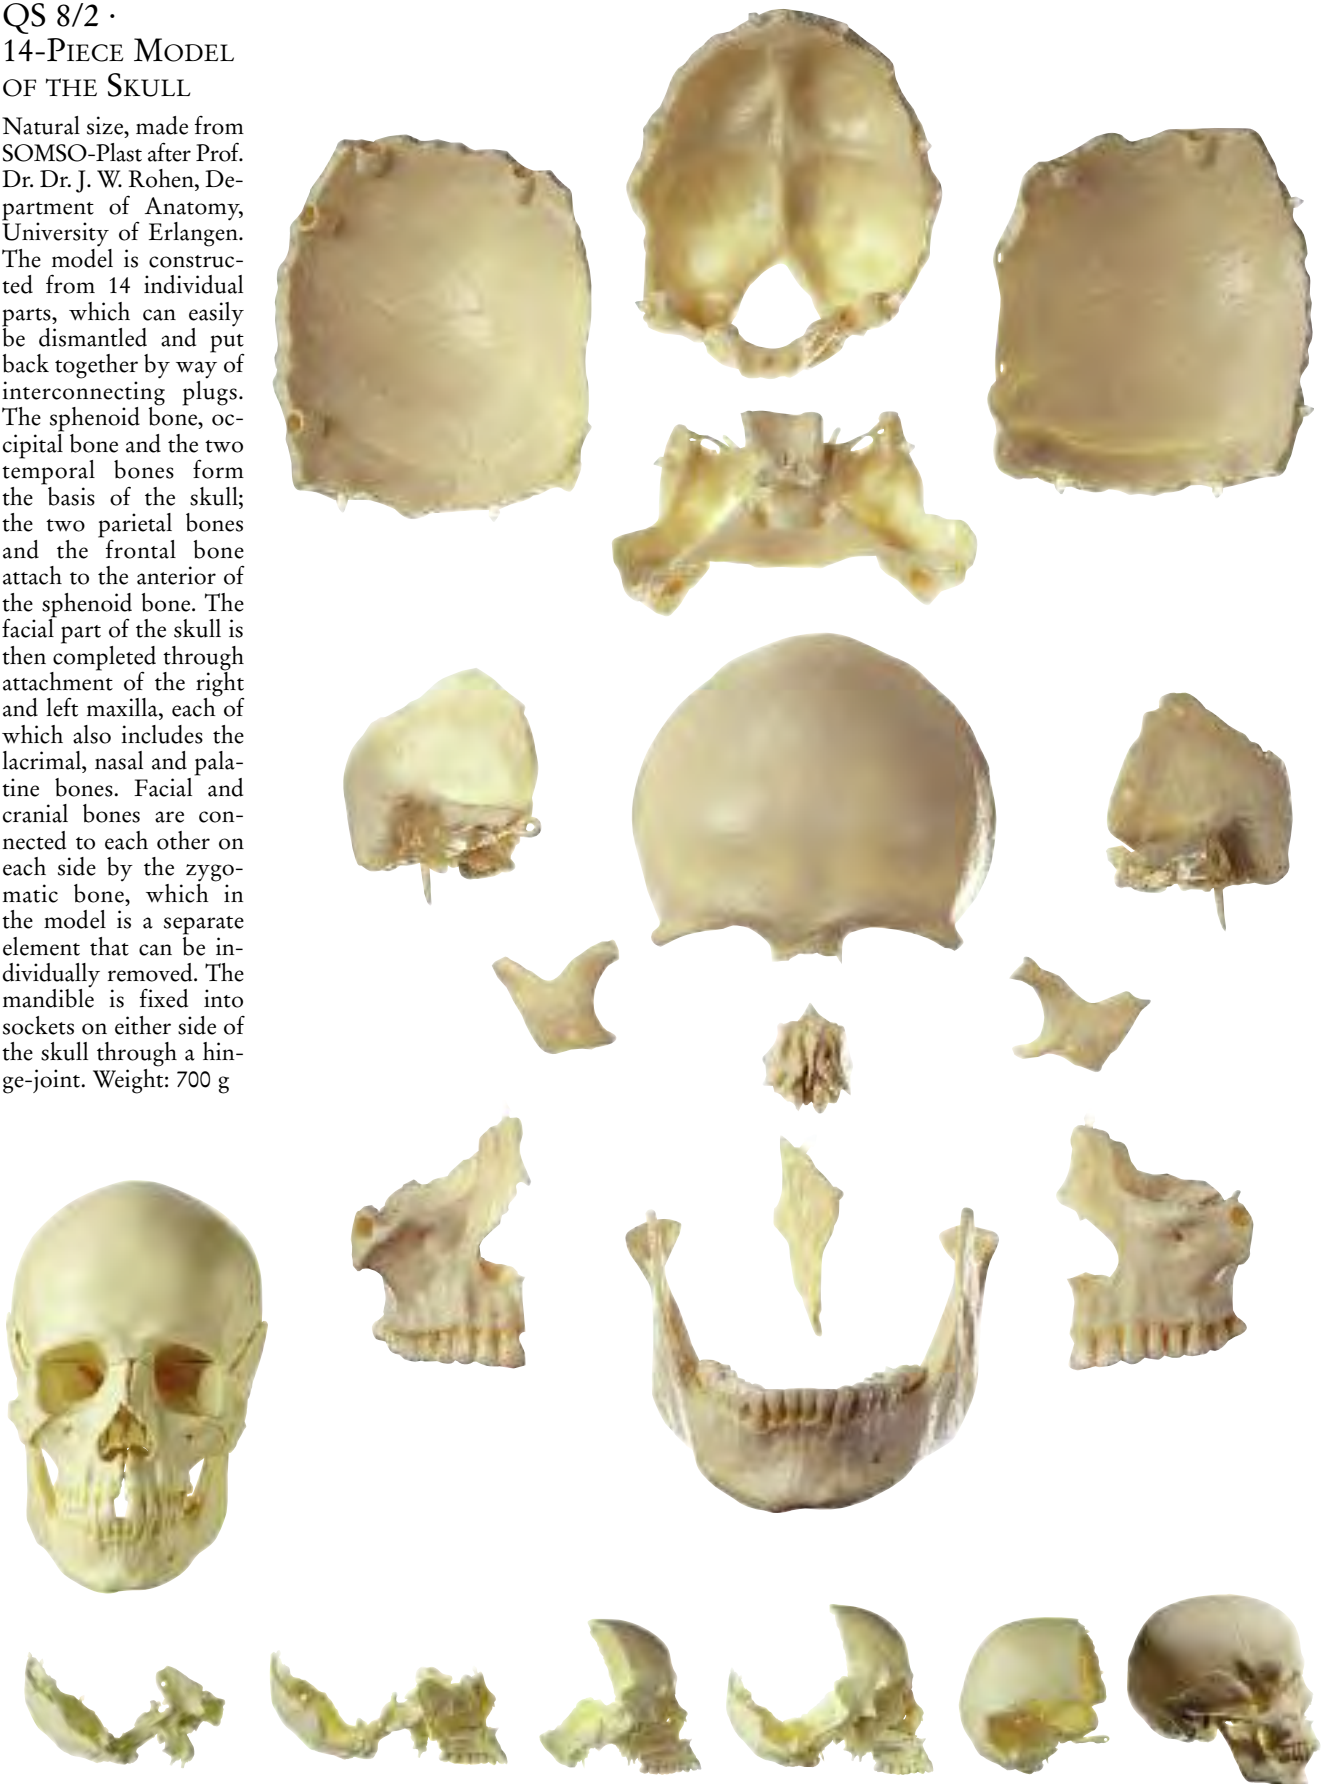 QS 8/2 ·
14-PIECE MODEL
OF THE SKULL
Natural size, made from
SOMSO-Plast after Prof.
Dr. Dr. J. W. Rohen, De-
partment of Anatomy,
University of Erlangen.
The model is construc-
ted from 14 individual
parts, which can easily
be dismantled and put
back together by way of
interconnecting plugs.
The sphenoid bone, oc-
cipital bone and the two
temporal bones form
the basis of the skull;
the two parietal bones
and the frontal bone
attach to the anterior of
the sphenoid bone. The
facial part of the skull is
then completed through
attachment of the right
and left maxilla, each of
which also includes the
lacrimal, nasal and pala-
tine bones. Facial and
cranial bones are con-
nected to each other on
each side by the zygo-
matic bone, which in
the model is a separate
element that can be in-
dividually removed. The
mandible is fixed into
sockets on either side of
the skull through a hin-
ge-joint. Weight: 700 g